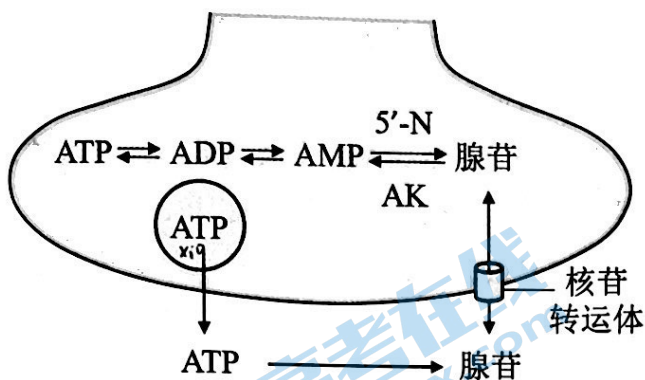 5′-N
ATP ⇌ ADP ⇌ AMP ⇌ 腺苷
AK
ATP
核苷
转运体
ATP → 腺苷